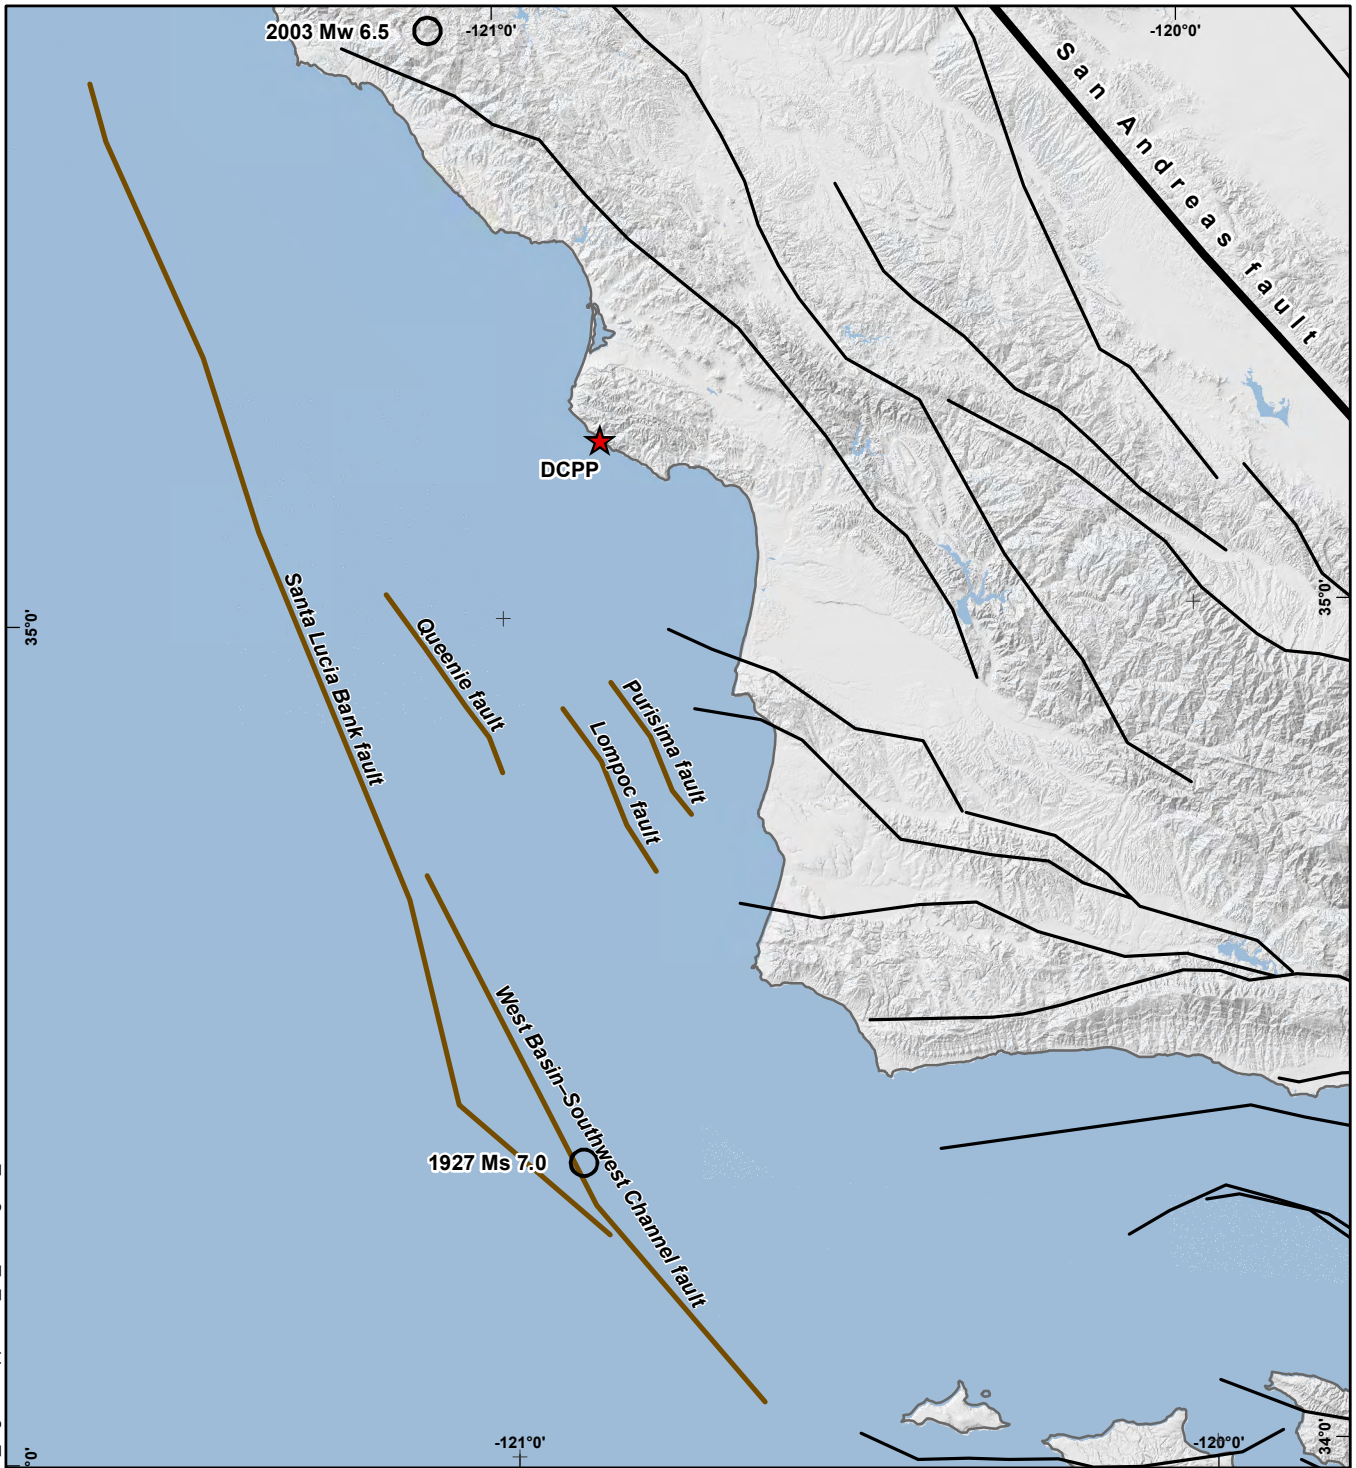 2003 Mw 6.5
-121°0'
-120°0'
San Andreas fault
DCPP
35°0'
35°0'
Santa Lucia Bank fault
Queenie fault
Purisima fault
Lompoc fault
West Basin–Southwest Channel fault
1927 Ms 7.0
-121°0'
-120°0'
34°0'
°0'